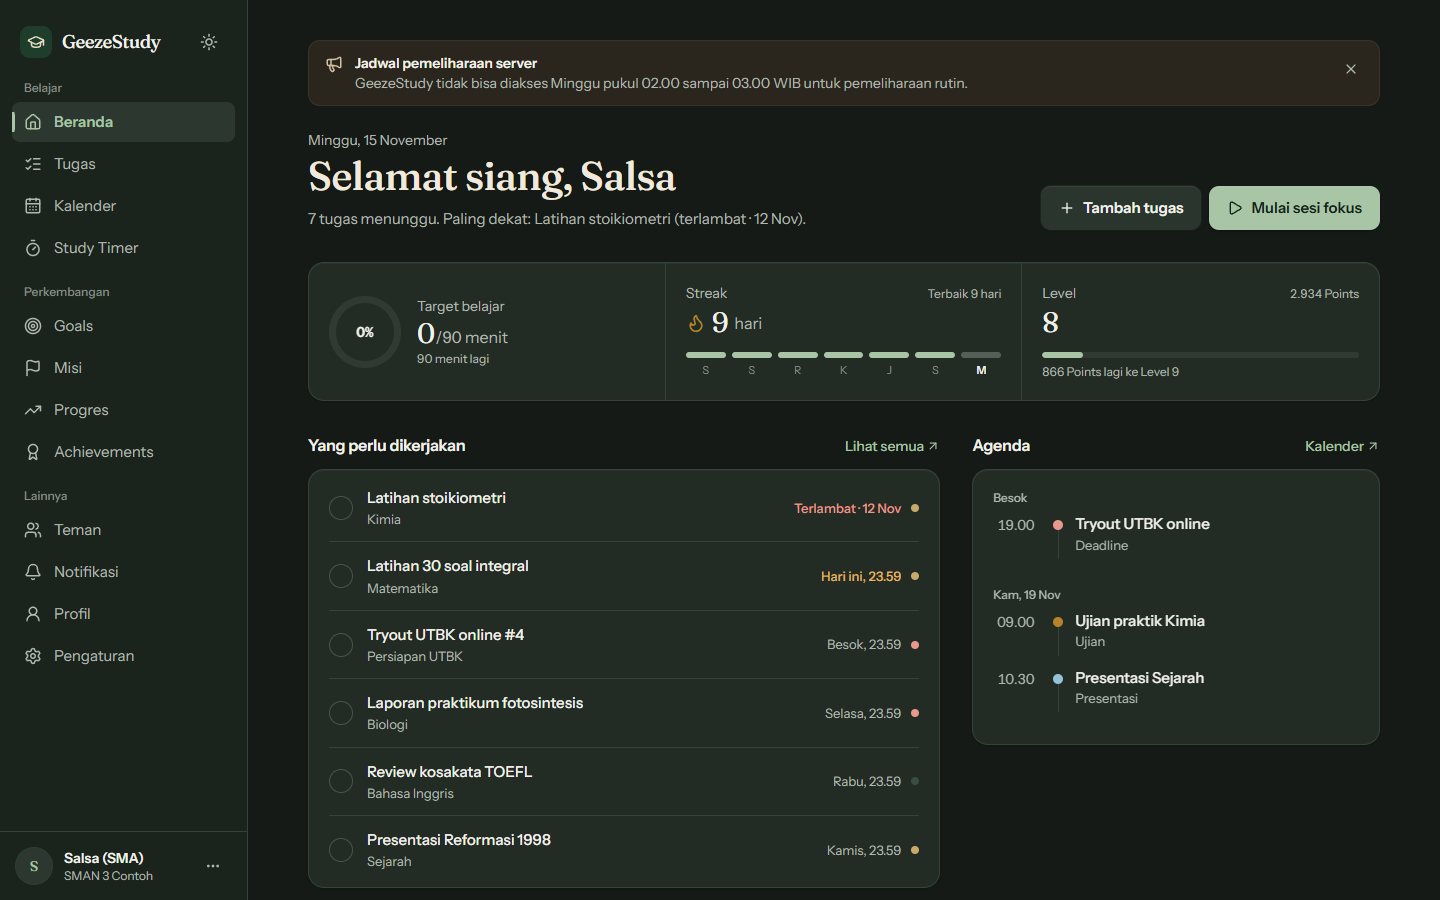 GeezeStudy
Belajar
Beranda
Tugas
Kalender
Study Timer
Perkembangan
Goals
Misi
Progres
Achievements
Lainnya
Teman
Notifikasi
Profil
Pengaturan
S
Salsa (SMA)
SMAN 3 Contoh
Jadwal pemeliharaan server
GeezeStudy tidak bisa diakses Minggu pukul 02.00 sampai 03.00 WIB untuk pemeliharaan rutin.
Minggu, 15 November
Selamat siang, Salsa
7 tugas menunggu. Paling dekat: Latihan stoikiometri (terlambat · 12 Nov).
Tambah tugas
Mulai sesi fokus
0%
Target belajar
0/90 menit
90 menit lagi
Streak
Terbaik 9 hari
9 hari
S S R K J S M
Level
2.934 Points
8
866 Points lagi ke Level 9
Yang perlu dikerjakan
Lihat semua
Latihan stoikiometri
Kimia
Terlambat · 12 Nov
Latihan 30 soal integral
Matematika
Hari ini, 23.59
Tryout UTBK online #4
Persiapan UTBK
Besok, 23.59
Laporan praktikum fotosintesis
Biologi
Selasa, 23.59
Review kosakata TOEFL
Bahasa Inggris
Rabu, 23.59
Presentasi Reformasi 1998
Sejarah
Kamis, 23.59
Agenda
Kalender
Besok
19.00
Tryout UTBK online
Deadline
Kam, 19 Nov
09.00
Ujian praktik Kimia
Ujian
10.30
Presentasi Sejarah
Presentasi